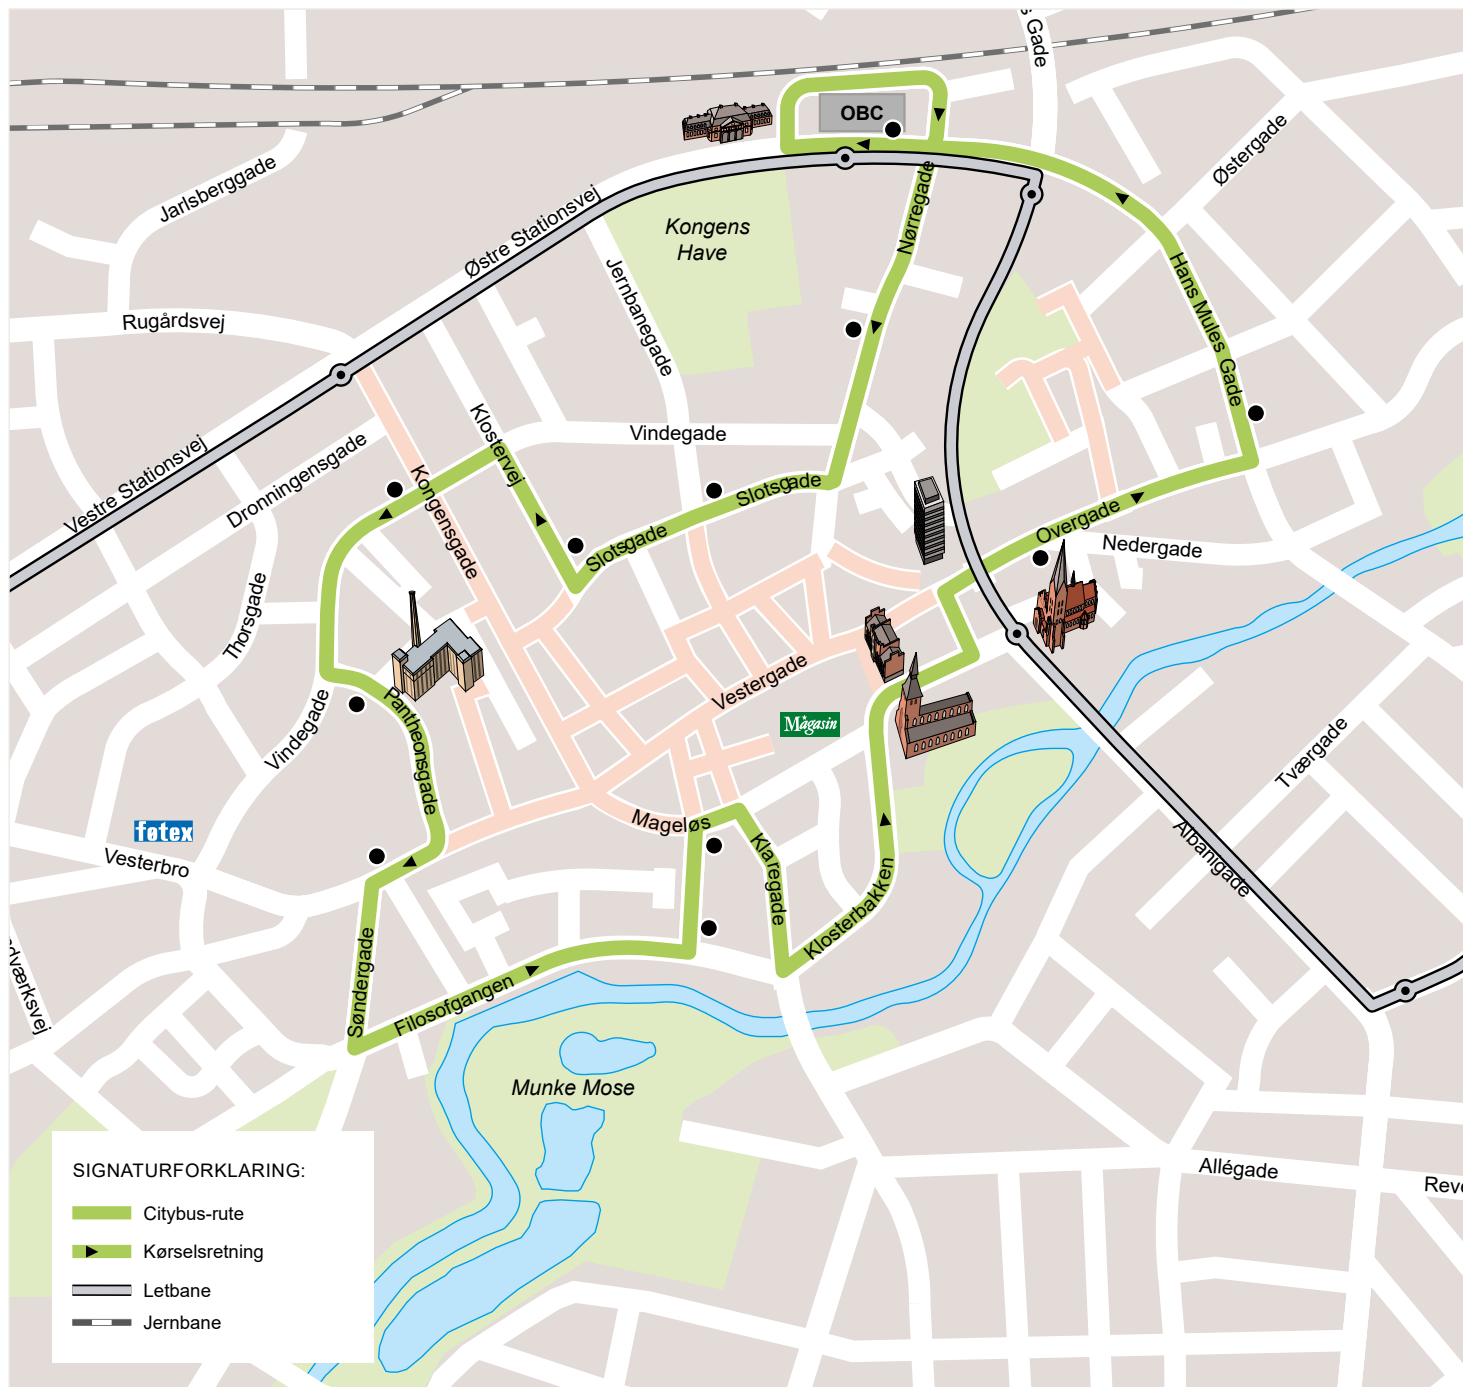 s Gade
OBC
Østergade
Jarlsberggade
Nørregade
Kongens
Have
Østre Stationsvej
Jernbanegade
Hans Mules Gade
Rugårdsvej
Klostervej
Vindegade
Vestre Stationsvej
Dronningensgade
Kongensgade
Slotsgade
Slotsgade
Overgade
Nedergade
Thorsgade
Vestergade
Vindegade
Pantheonsgade
Magasin
Tværgade
føtex
Mageløs
Vesterbro
Klaregade
Albanigade
Klosterbakken
dværksvej
Søndergade
Filosofgangen
Munke Mose
Allégade
Reve
SIGNATURFORKLARING:
Citybus-rute
Kørselsretning
Letbane
Jernbane